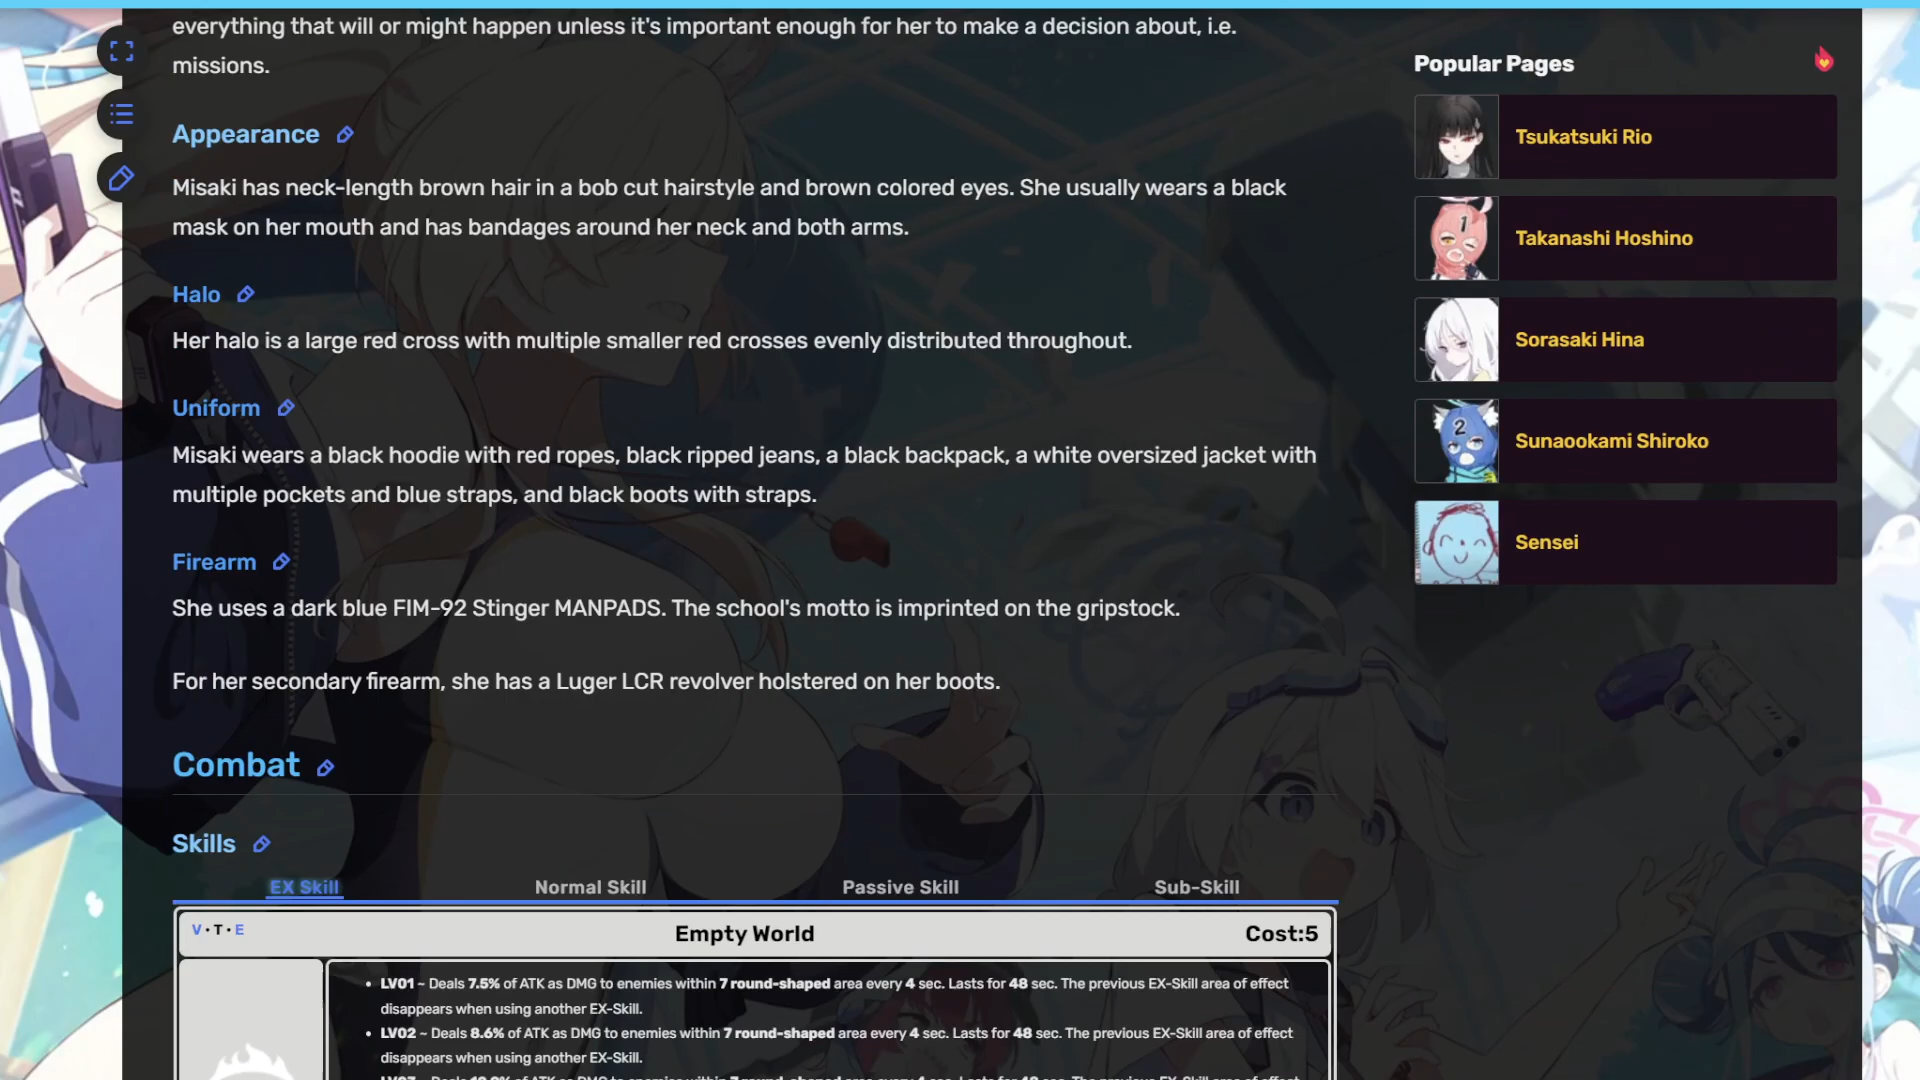 everything that will or might happen unless it's important enough for her to make a decision about, i.e.
missions.
Appearance
Misaki has neck-length brown hair in a bob cut hairstyle and brown colored eyes. She usually wears a black
mask on her mouth and has bandages around her neck and both arms.
Halo
Her halo is a large red cross with multiple smaller red crosses evenly distributed throughout.
Uniform
Misaki wears a black hoodie with red ropes, black ripped jeans, a black backpack, a white oversized jacket with
multiple pockets and blue straps, and black boots with straps.
Firearm
She uses a dark blue FIM-92 Stinger MANPADS. The school's motto is imprinted on the gripstock.
For her secondary firearm, she has a Luger LCR revolver holstered on her boots.
Combat
Skills
EX Skill
Normal Skill
Passive Skill
Sub-Skill
V · T · E
Empty World
Cost:5
• LV01 ~ Deals 7.5% of ATK as DMG to enemies within 7 round-shaped area every 4 sec. Lasts for 48 sec. The previous EX-Skill area of effect
disappears when using another EX-Skill.
• LV02 ~ Deals 8.6% of ATK as DMG to enemies within 7 round-shaped area every 4 sec. Lasts for 48 sec. The previous EX-Skill area of effect
disappears when using another EX-Skill.
Popular Pages
Tsukatsuki Rio
1
Takanashi Hoshino
Sorasaki Hina
2
Sunaookami Shiroko
Sensei